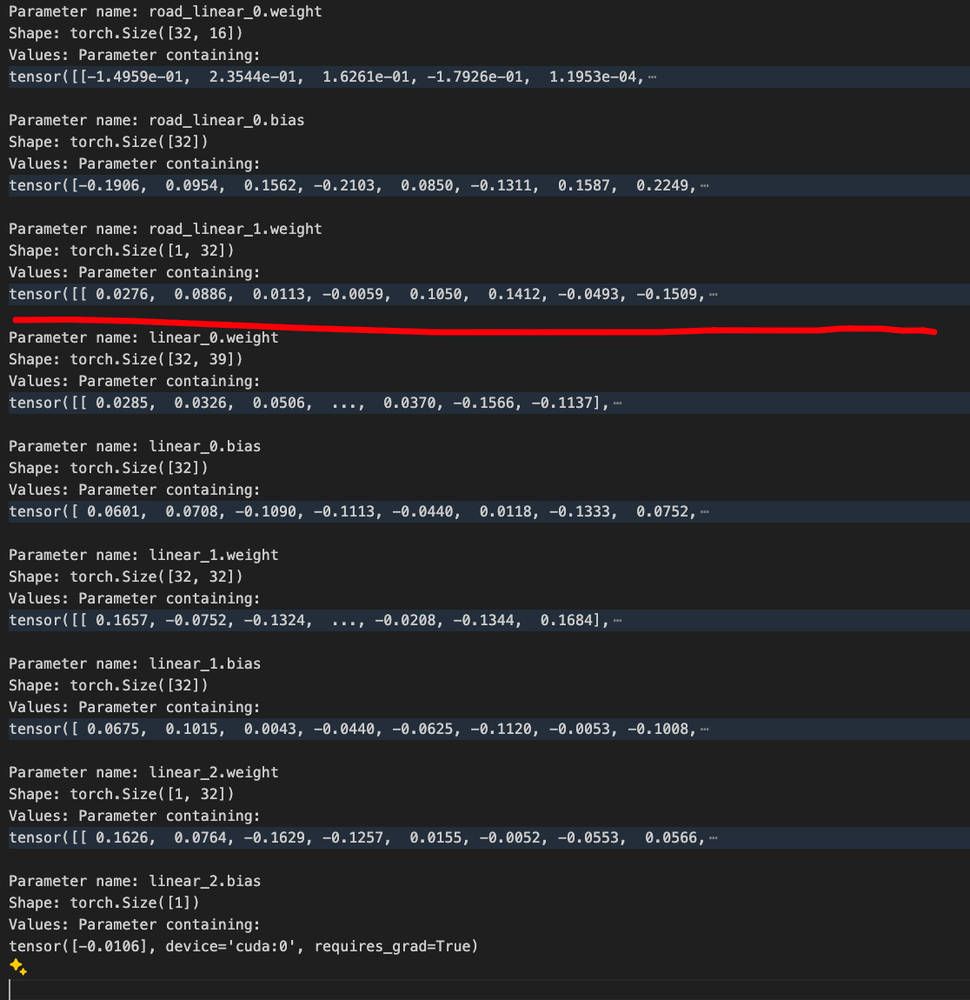 Parameter name: road_linear_0.weight
Shape: torch.Size([32, 16])
Values: Parameter containing:
tensor([[-1.4959e-01,  2.3544e-01,  1.6261e-01, -1.7926e-01,  1.1953e-04,…
Parameter name: road_linear_0.bias
Shape: torch.Size([32])
Values: Parameter containing:
tensor([-0.1906,  0.0954,  0.1562, -0.2103,  0.0850, -0.1311,  0.1587,  0.2249,…
Parameter name: road_linear_1.weight
Shape: torch.Size([1, 32])
Values: Parameter containing:
tensor([[ 0.0276,  0.0886,  0.0113, -0.0059,  0.1050,  0.1412, -0.0493, -0.1509,…
Parameter name: linear_0.weight
Shape: torch.Size([32, 39])
Values: Parameter containing:
tensor([[ 0.0285,  0.0326,  0.0506,  ...,  0.0370, -0.1566, -0.1137],…
Parameter name: linear_0.bias
Shape: torch.Size([32])
Values: Parameter containing:
tensor([ 0.0601,  0.0708, -0.1090, -0.1113, -0.0440,  0.0118, -0.1333,  0.0752,…
Parameter name: linear_1.weight
Shape: torch.Size([32, 32])
Values: Parameter containing:
tensor([[ 0.1657, -0.0752, -0.1324,  ..., -0.0208, -0.1344,  0.1684],…
Parameter name: linear_1.bias
Shape: torch.Size([32])
Values: Parameter containing:
tensor([ 0.0675,  0.1015,  0.0043, -0.0440, -0.0625, -0.1120, -0.0053, -0.1008,…
Parameter name: linear_2.weight
Shape: torch.Size([1, 32])
Values: Parameter containing:
tensor([[ 0.1626,  0.0764, -0.1629, -0.1257,  0.0155, -0.0052, -0.0553,  0.0566,…
Parameter name: linear_2.bias
Shape: torch.Size([1])
Values: Parameter containing:
tensor([-0.0106], device='cuda:0', requires_grad=True)